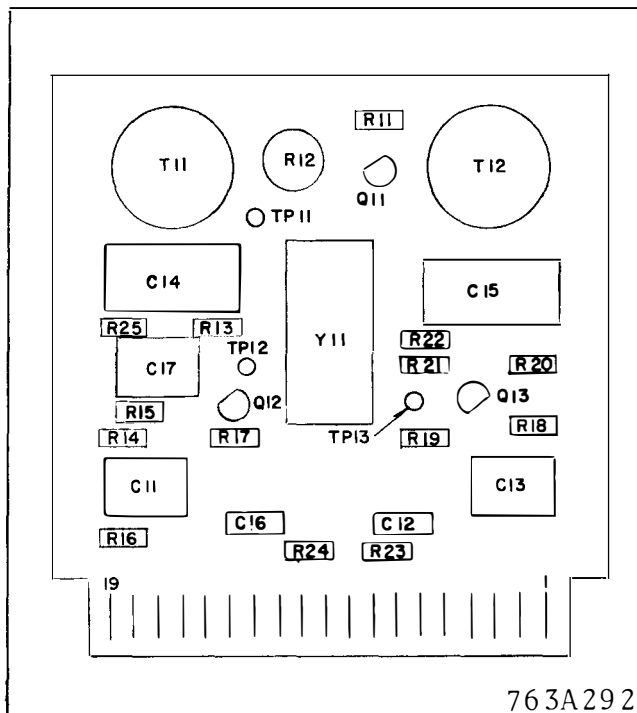 R11
T11
R12
T12
Q11
TP11
C14
C15
R25
R13
Y11
R22
TP12
C17
R21
R20
Q12
Q13
R15
R18
R14
R17
TP13
R19
C11
C13
C16
C12
R16
R24
R23
19
1
763A292